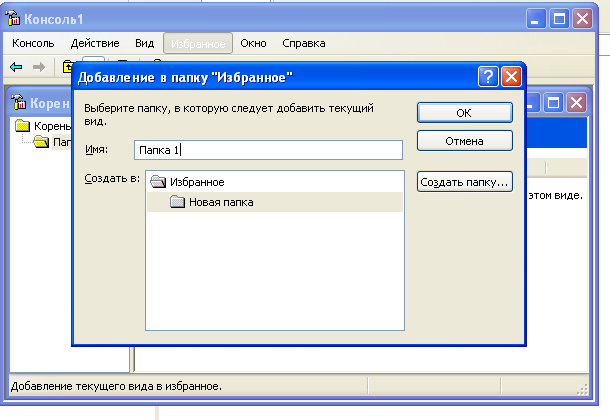 Консоль1
Консоль Действие Вид Избранное Окно Справка
Добавление в папку "Избранное"
Корень
Выберите папку, в которую следует добавить текущий
вид.
OK
Отмена
Имя: Папка 1
Создать в:
Избранное
Новая папка
Создать папку...
Корень
Пап
этом виде.
Добавление текущего вида в избранное.